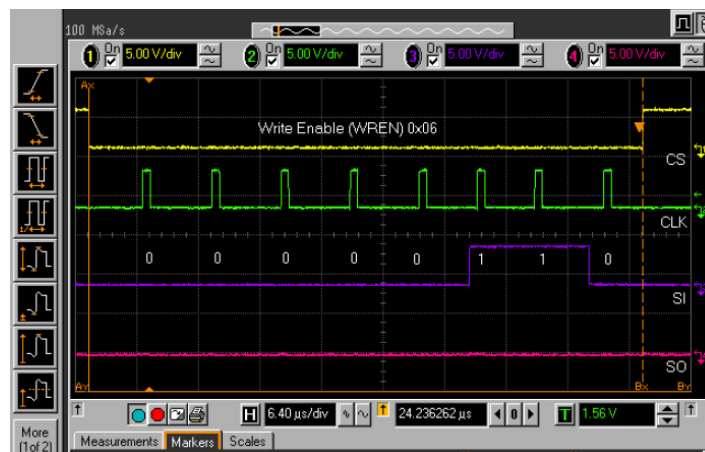 100 MSa/s
1 On 5.00 V/div 2 On 5.00 V/div 3 On 5.00 V/div 4 On 5.00 V/div
Ax
Write Enable (WREN) 0x06
CS
CLK
0 0 0 0 0 1 1 0
SI
SO
Ay Bx By
H 6.40 µs/div 24.236262 µs 0 T 1.56 V
More
(1of 2)
Measurements Markers Scales